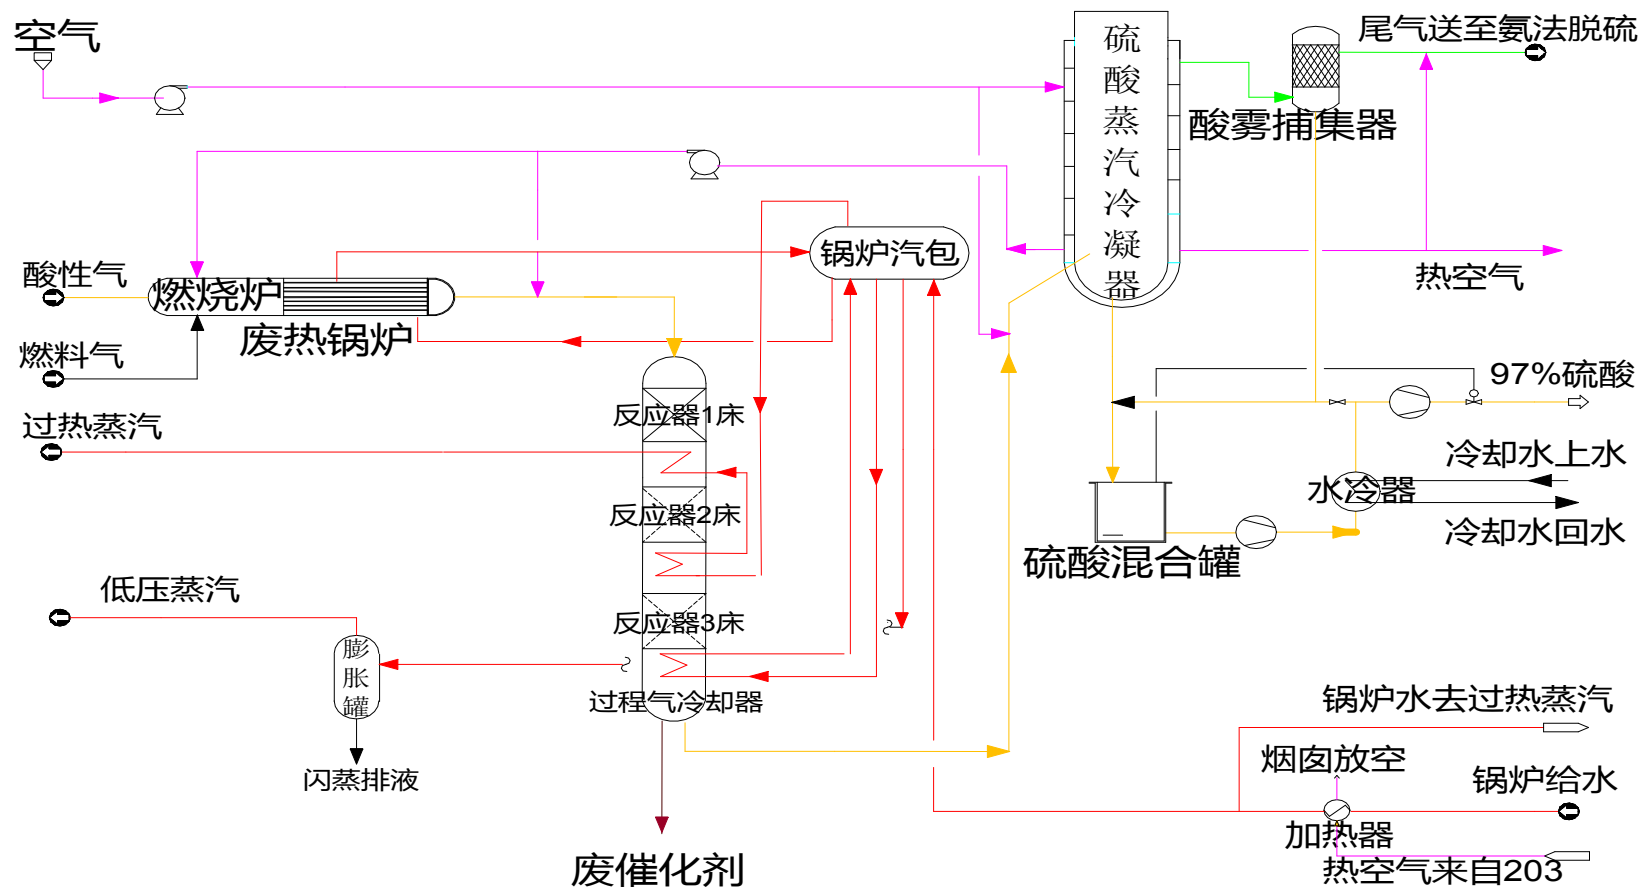 空气
尾气送至氨法脱硫
硫酸蒸汽冷凝器
酸雾捕集器
锅炉汽包
热空气
酸性气
燃烧炉
废热锅炉
燃料气
97%硫酸
反应器1床
过热蒸汽
冷却水上水
水冷器
反应器2床
冷却水回水
硫酸混合罐
低压蒸汽
反应器3床
膨胀罐
过程气冷却器
锅炉水去过热蒸汽
烟囱放空
闪蒸排液
锅炉给水
加热器
废催化剂
热空气来自203